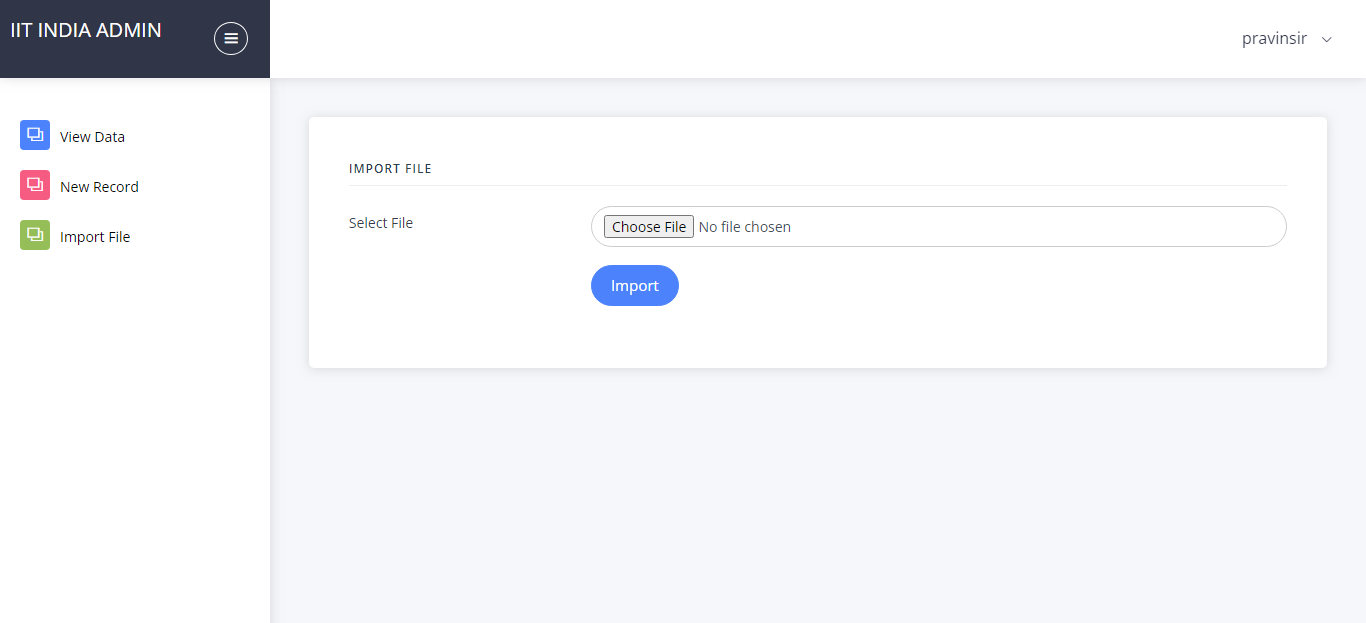 IIT INDIA ADMIN
pravinsir
View Data
New Record
Import File
IMPORT FILE
Select File
Choose File No file chosen
Import